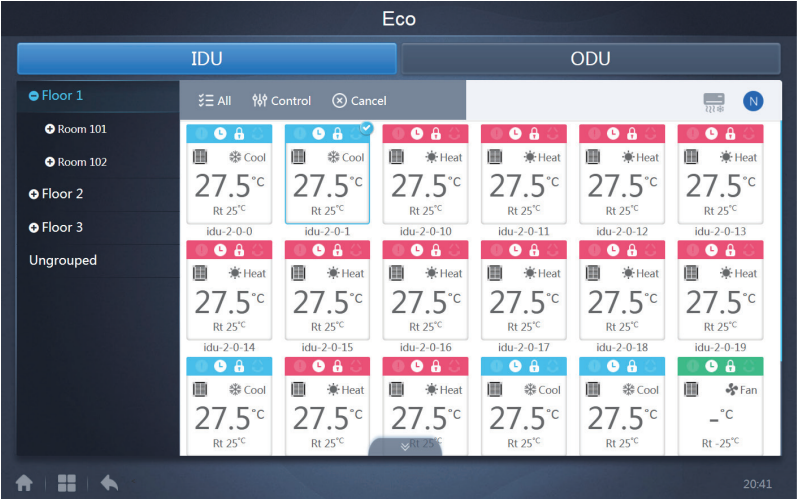 Eco
IDU ODU
Floor 1
Room 101
Room 102
Floor 2
Floor 3
Ungrouped
All Control Cancel N
Cool Cool Heat Heat Heat Heat
27.5°C 27.5°C 27.5°C 27.5°C 27.5°C 27.5°C
Rt 25°C Rt 25°C Rt 25°C Rt 25°C Rt 25°C Rt 25°C
idu-2-0-0 idu-2-0-1 idu-2-0-10 idu-2-0-11 idu-2-0-12 idu-2-0-13
Heat Heat Heat Heat Heat Heat
27.5°C 27.5°C 27.5°C 27.5°C 27.5°C 27.5°C
Rt 25°C Rt 25°C Rt 25°C Rt 25°C Rt 25°C Rt 25°C
idu-2-0-14 idu-2-0-15 idu-2-0-16 idu-2-0-17 idu-2-0-18 idu-2-0-19
Cool Heat Heat Cool Cool Fan
27.5°C 27.5°C 27.5°C 27.5°C 27.5°C –°C
Rt 25°C Rt 25°C Rt 25°C Rt 25°C Rt 25°C Rt -25°C
20:41